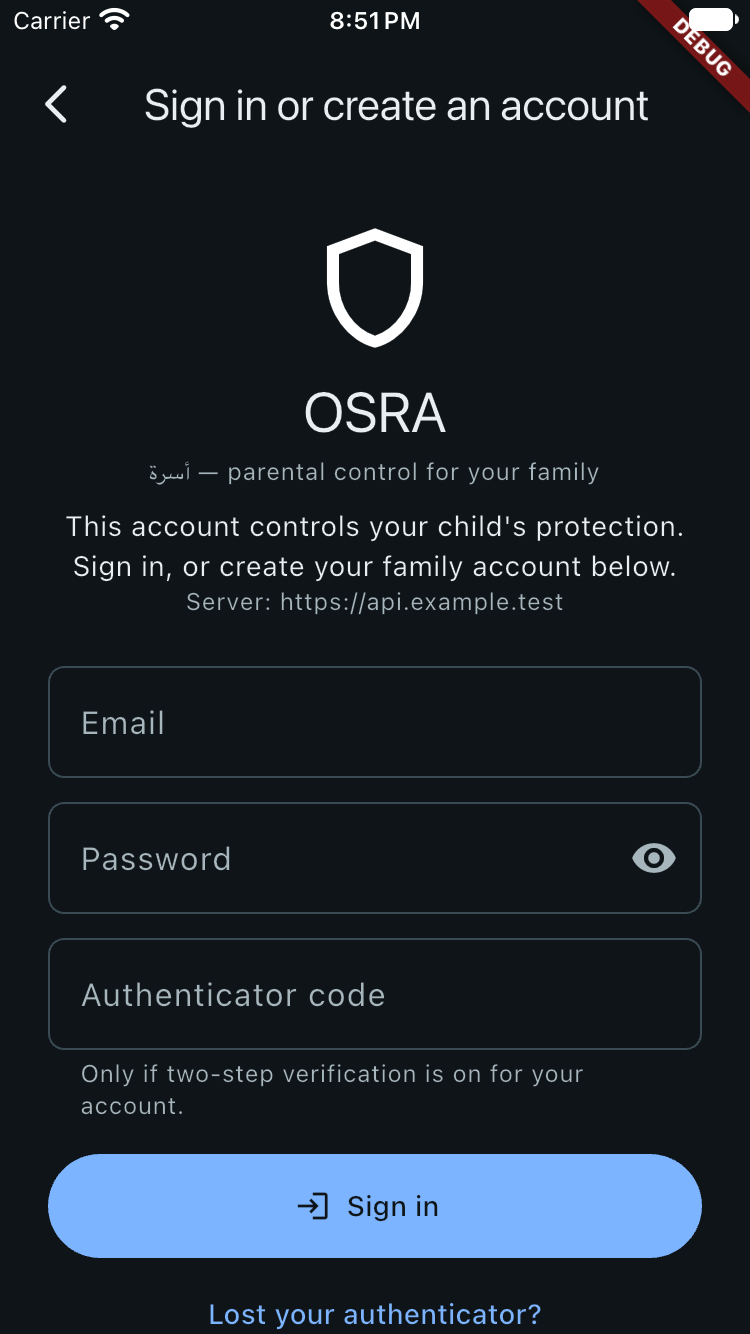 Carrier 8:51 PM
DEBUG
Sign in or create an account
OSRA
أسرة — parental control for your family
This account controls your child's protection.
Sign in, or create your family account below.
Server: https://api.example.test
Email
Password
Authenticator code
Only if two-step verification is on for your
account.
Sign in
Lost your authenticator?